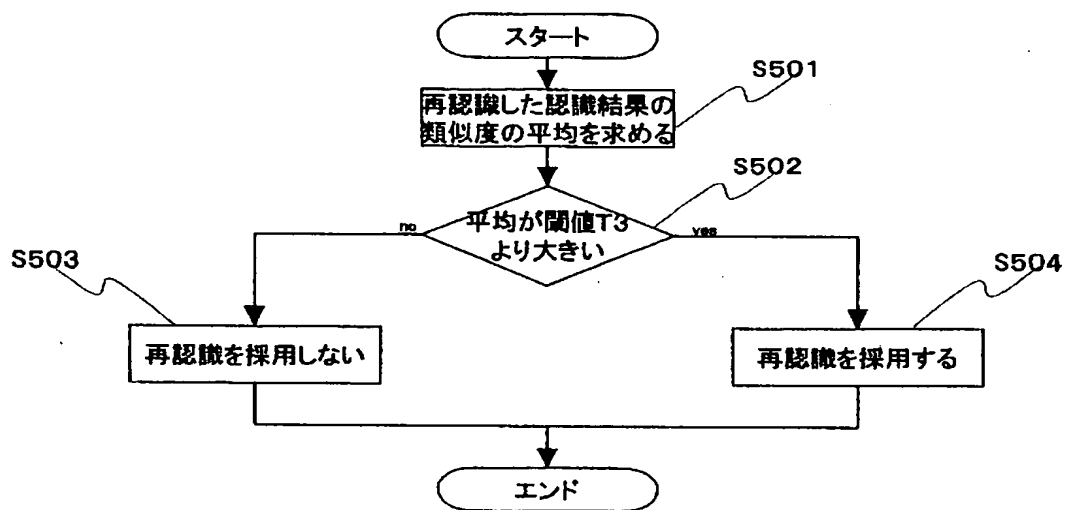 スタート
S501
再認識した認識結果の
類似度の平均を求める
S502
平均が閾値T3
より大きい
no
yes
S503
S504
再認識を採用しない
再認識を採用する
エンド